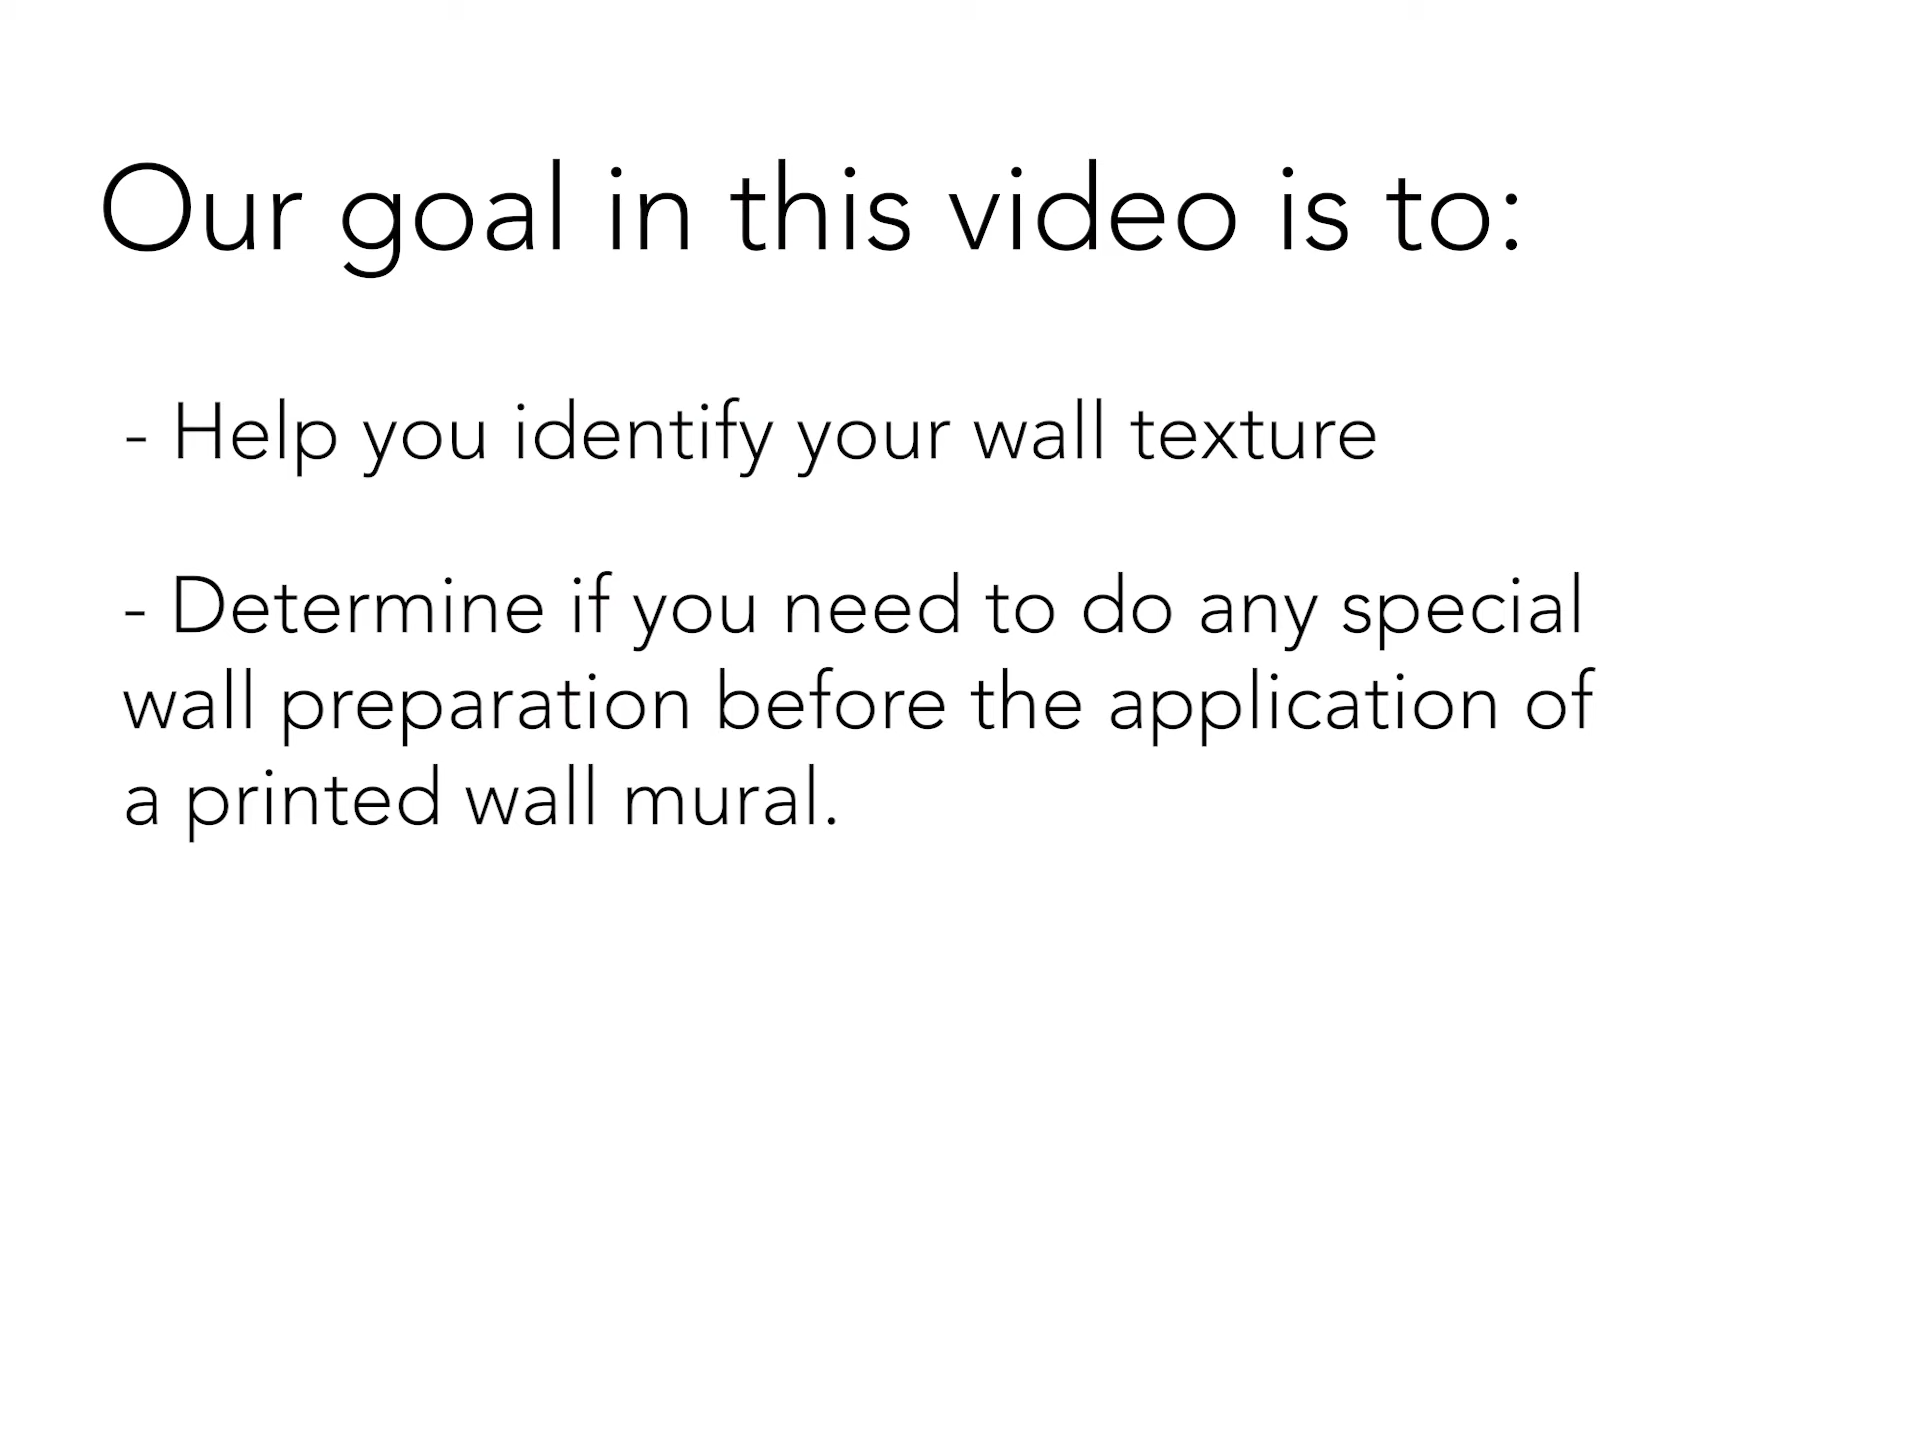 Our goal in this video is to:
- Help you identify your wall texture
- Determine if you need to do any special
wall preparation before the application of
a printed wall mural.